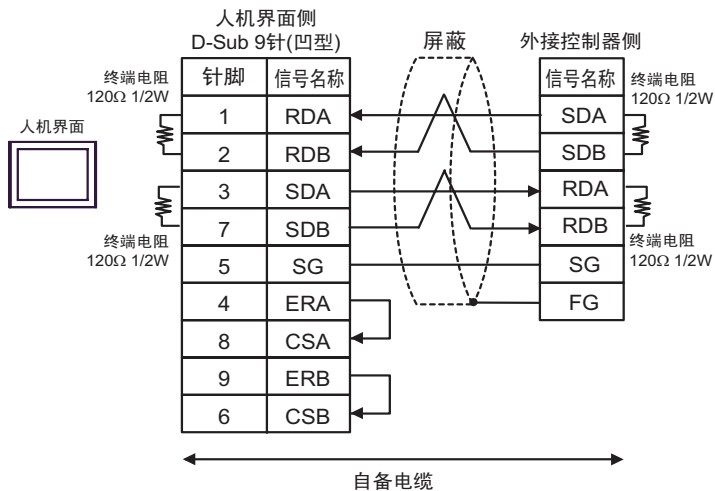 人机界面侧
D-Sub 9针(凹型)
屏蔽
外接控制器侧
终端电阻
120Ω 1/2W
针脚 信号名称
信号名称
终端电阻
120Ω 1/2W
人机界面
1 RDA
SDA
2 RDB
SDB
3 SDA
RDA
7 SDB
RDB
终端电阻
120Ω 1/2W
终端电阻
120Ω 1/2W
5 SG
SG
4 ERA
FG
8 CSA
9 ERB
6 CSB
自备电缆